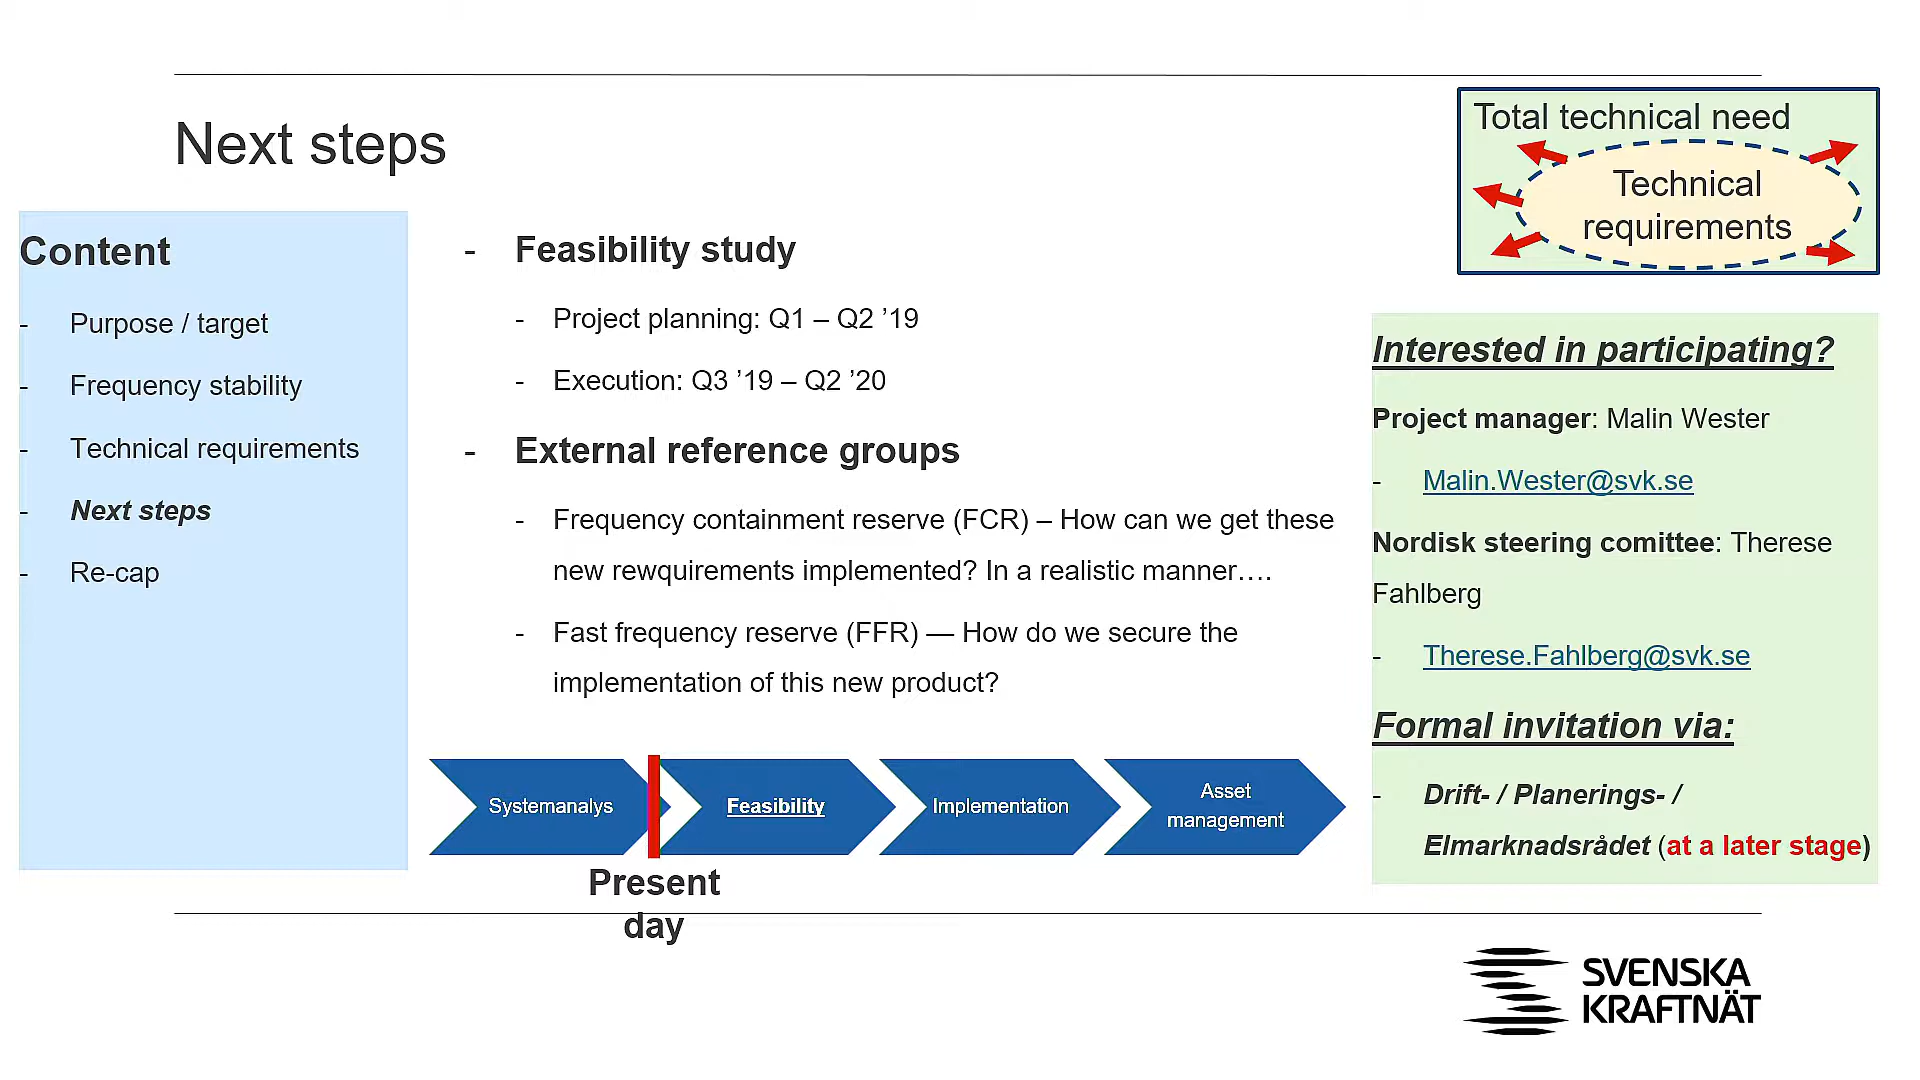 Next steps
Total technical need
Technical
requirements
Content
- Purpose / target
- Frequency stability
- Technical requirements
- Next steps
- Re-cap
- Feasibility study
- Project planning: Q1 – Q2 ’19
- Execution: Q3 ’19 – Q2 ’20
- External reference groups
- Frequency containment reserve (FCR) – How can we get these
new rewquirements implemented? In a realistic manner….
- Fast frequency reserve (FFR) — How do we secure the
implementation of this new product?
Interested in participating?
Project manager: Malin Wester
- Malin.Wester@svk.se
Nordisk steering comittee: Therese
Fahlberg
- Therese.Fahlberg@svk.se
Formal invitation via:
- Drift- / Planerings- /
Elmarknadsrådet (at a later stage)
Systemanalys
Feasibility
Implementation
Asset
management
Present
day
SVENSKA
KRAFTNÄT